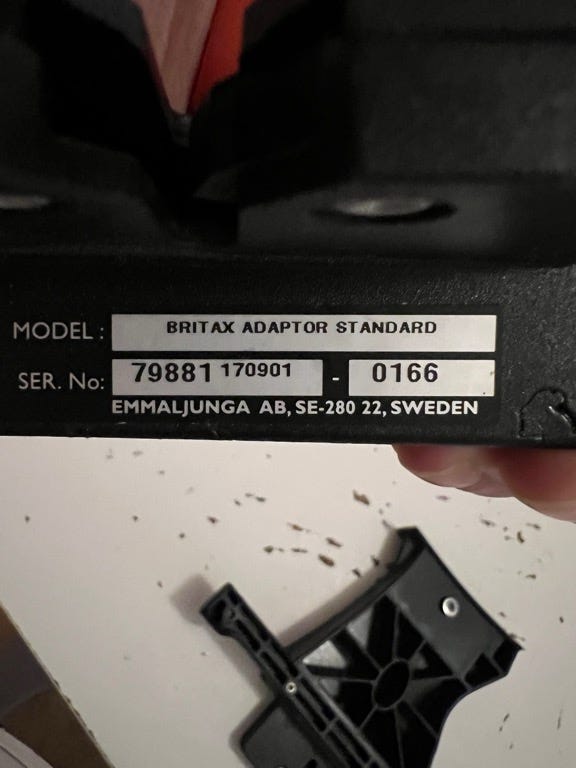 MODEL : BRITAX ADAPTOR STANDARD
SER. No: 79881 170901 - 0166
EMMALJUNGA AB, SE-280 22, SWEDEN